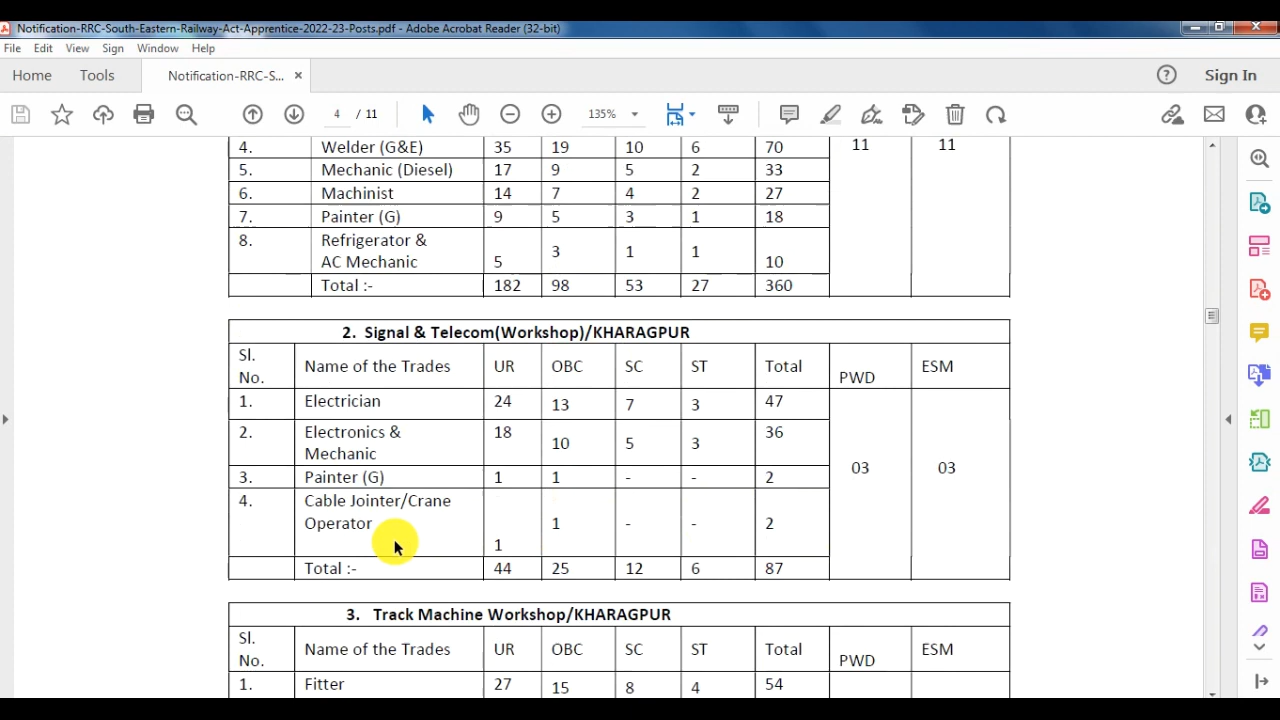 Notification-RRC-South-Eastern-Railway-Act-Apprentice-2022-23-Posts.pdf - Adobe Acrobat Reader (32-bit)
File Edit View Sign Window Help
Home Tools Notification-RRC-S... × Sign In
4 / 11 135%
4. Welder (G&E) 35 19 10 6 70 11 11
5. Mechanic (Diesel) 17 9 5 2 33
6. Machinist 14 7 4 2 27
7. Painter (G) 9 5 3 1 18
8. Refrigerator &
AC Mechanic 5 3 1 1 10
Total :- 182 98 53 27 360
2. Signal & Telecom(Workshop)/KHARAGPUR
Sl.
No. Name of the Trades UR OBC SC ST Total PWD ESM
1. Electrician 24 13 7 3 47
2. Electronics &
Mechanic 18 10 5 3 36 03 03
3. Painter (G) 1 1 - - 2
4. Cable Jointer/Crane
Operator 1 1 - - 2
Total :- 44 25 12 6 87
3. Track Machine Workshop/KHARAGPUR
Sl.
No. Name of the Trades UR OBC SC ST Total PWD ESM
1. Fitter 27 15 8 4 54